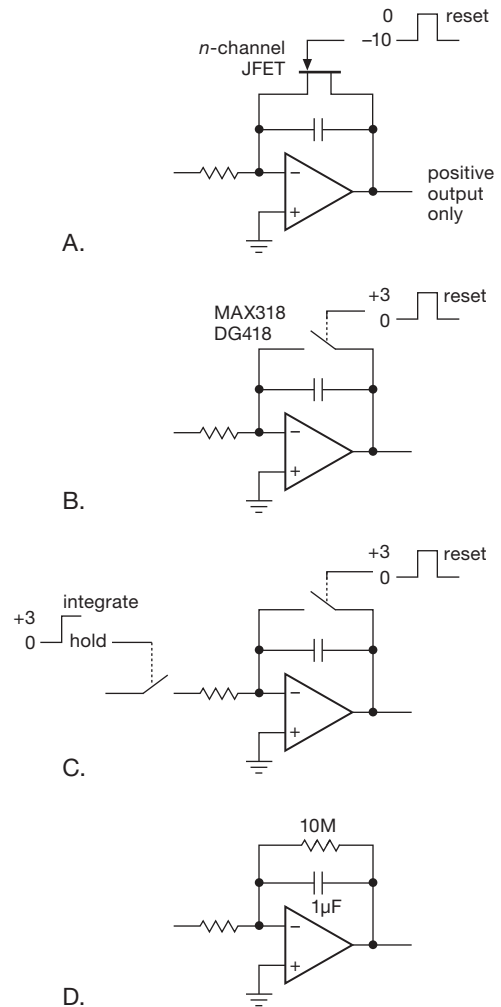 0
−10
reset
n-channel
JFET
−
+
positive
output
only
A.
MAX318
DG418
+3
0
reset
−
+
B.
+3
0
reset
integrate
+3
0
hold
−
+
C.
10M
1μF
−
+
D.